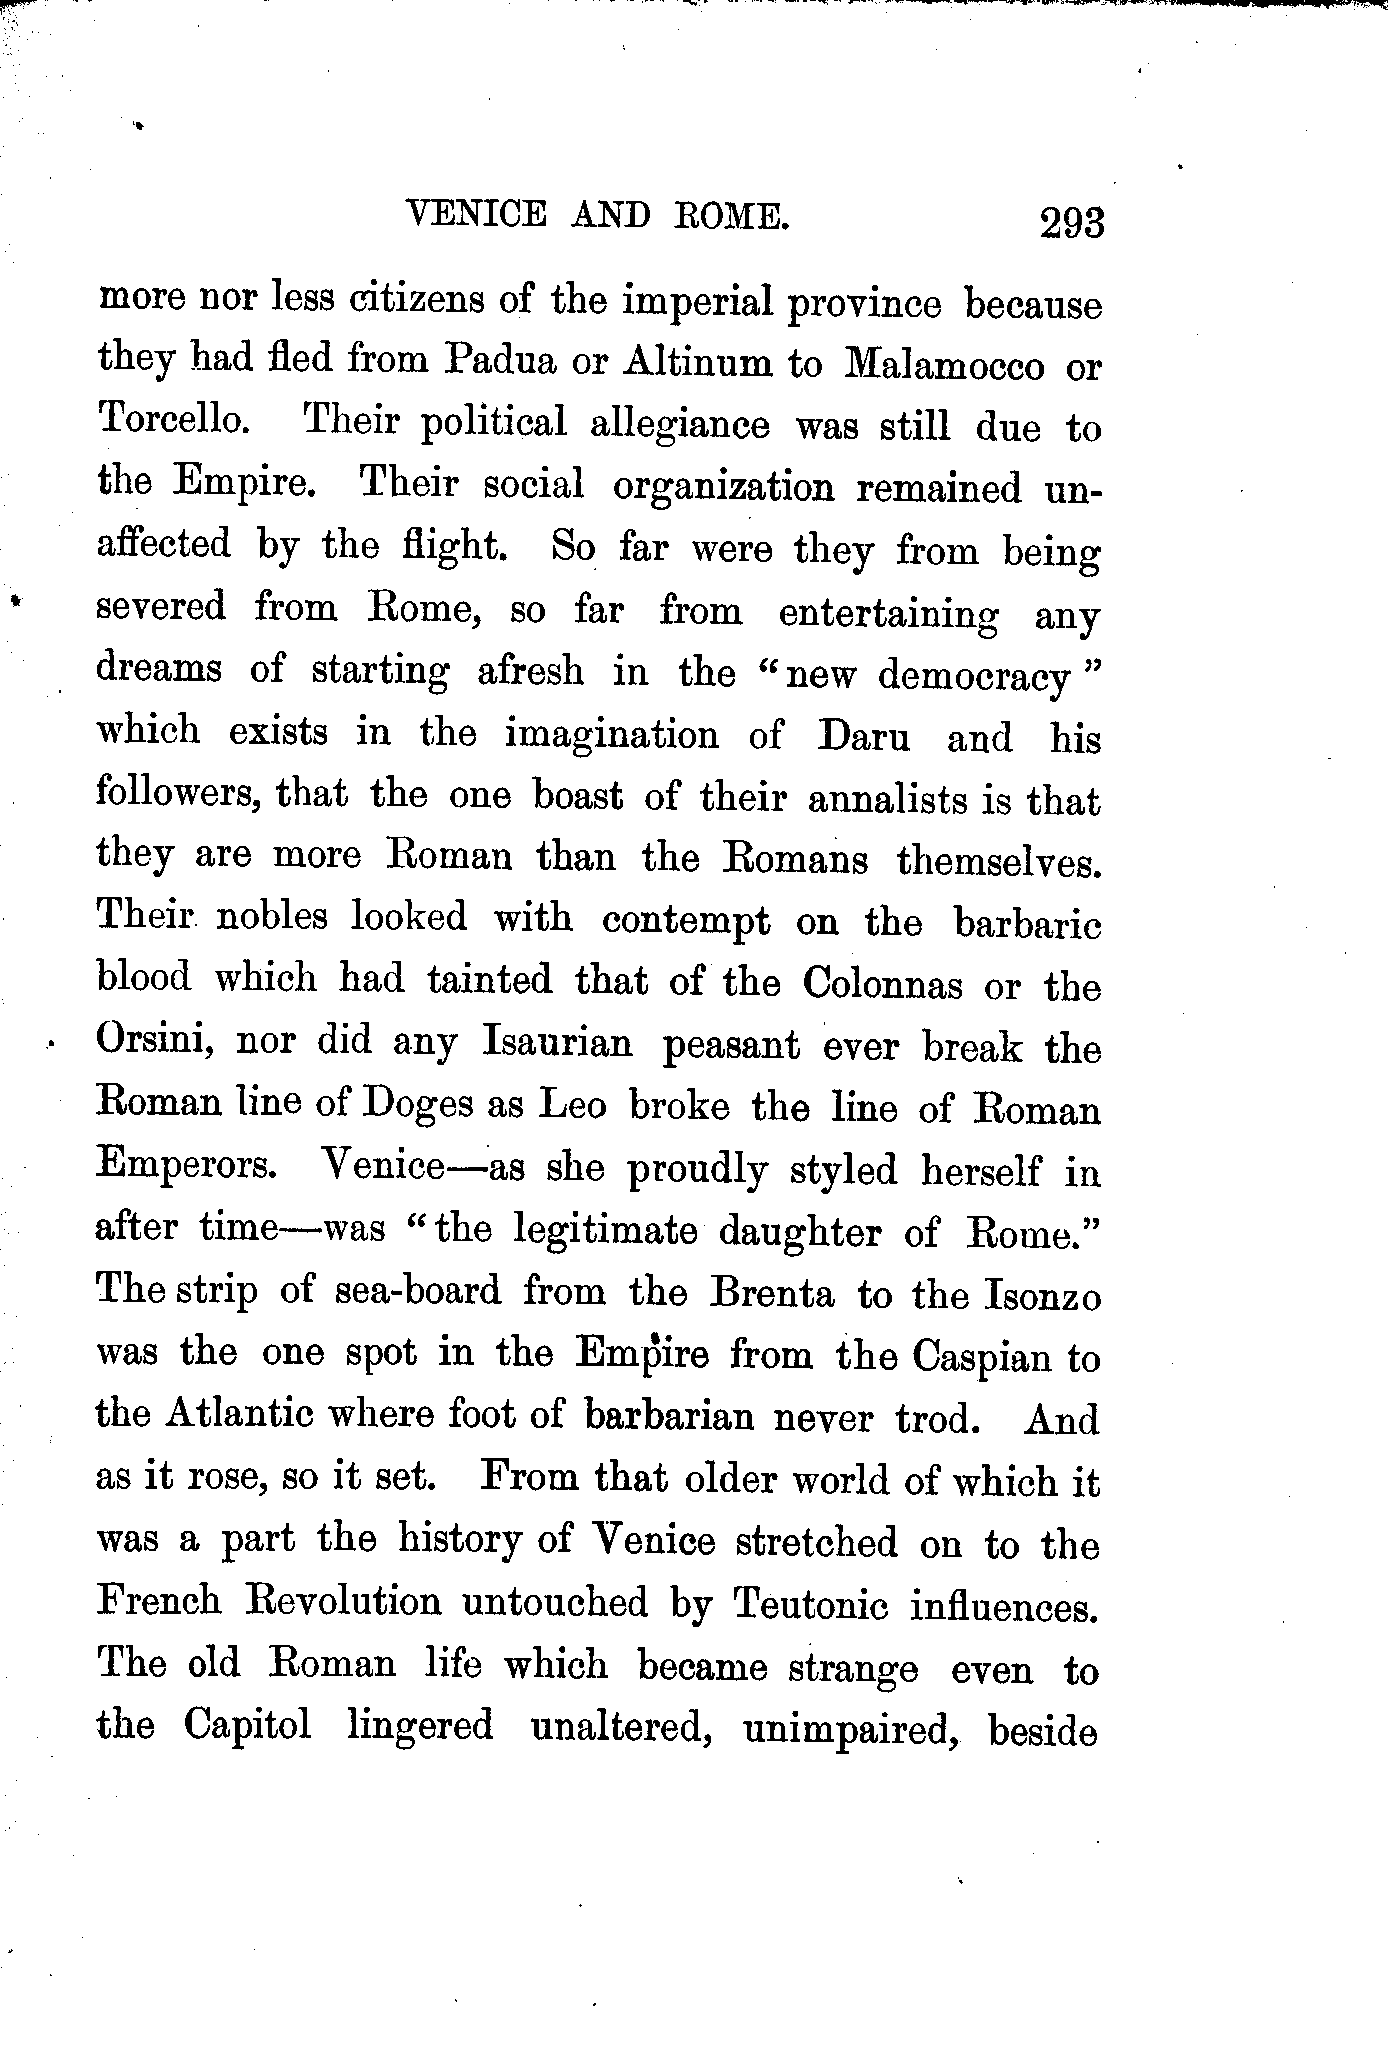 VENICE AND ROME. 293
more nor less citizens of the imperial province because
they had fled from Padua or Altinum to Malamocco or
Torcello. Their political allegiance was still due to
the Empire. Their social organization remained un-
affected by the flight. So far were they from being
severed from Rome, so far from entertaining any
dreams of starting afresh in the “new democracy”
which exists in the imagination of Daru and his
followers, that the one boast of their annalists is that
they are more Roman than the Romans themselves.
Their nobles looked with contempt on the barbaric
blood which had tainted that of the Colonnas or the
Orsini, nor did any Isaurian peasant ever break the
Roman line of Doges as Leo broke the line of Roman
Emperors. Venice—as she proudly styled herself in
after time—was “the legitimate daughter of Rome.”
The strip of sea-board from the Brenta to the Isonzo
was the one spot in the Empire from the Caspian to
the Atlantic where foot of barbarian never trod. And
as it rose, so it set. From that older world of which it
was a part the history of Venice stretched on to the
French Revolution untouched by Teutonic influences.
The old Roman life which became strange even to
the Capitol lingered unaltered, unimpaired, beside